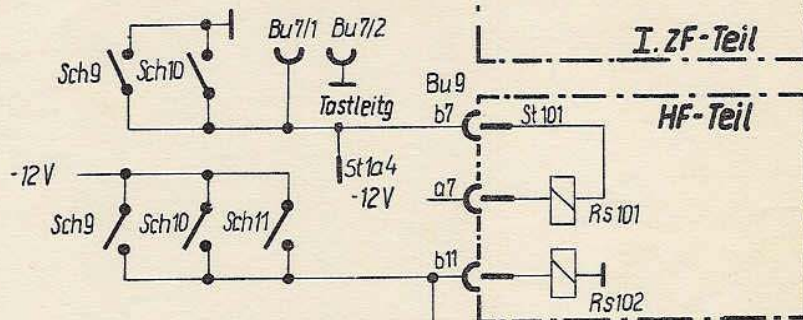 Bu7/1 Bu7/2
I. ZF-Teil
Sch9 Sch10
Tastleitg
Bu9
b7 St101
HF-Teil
-12V
St1a4
-12V
a7
Sch9 Sch10 Sch11
Rs101
b11
Rs102